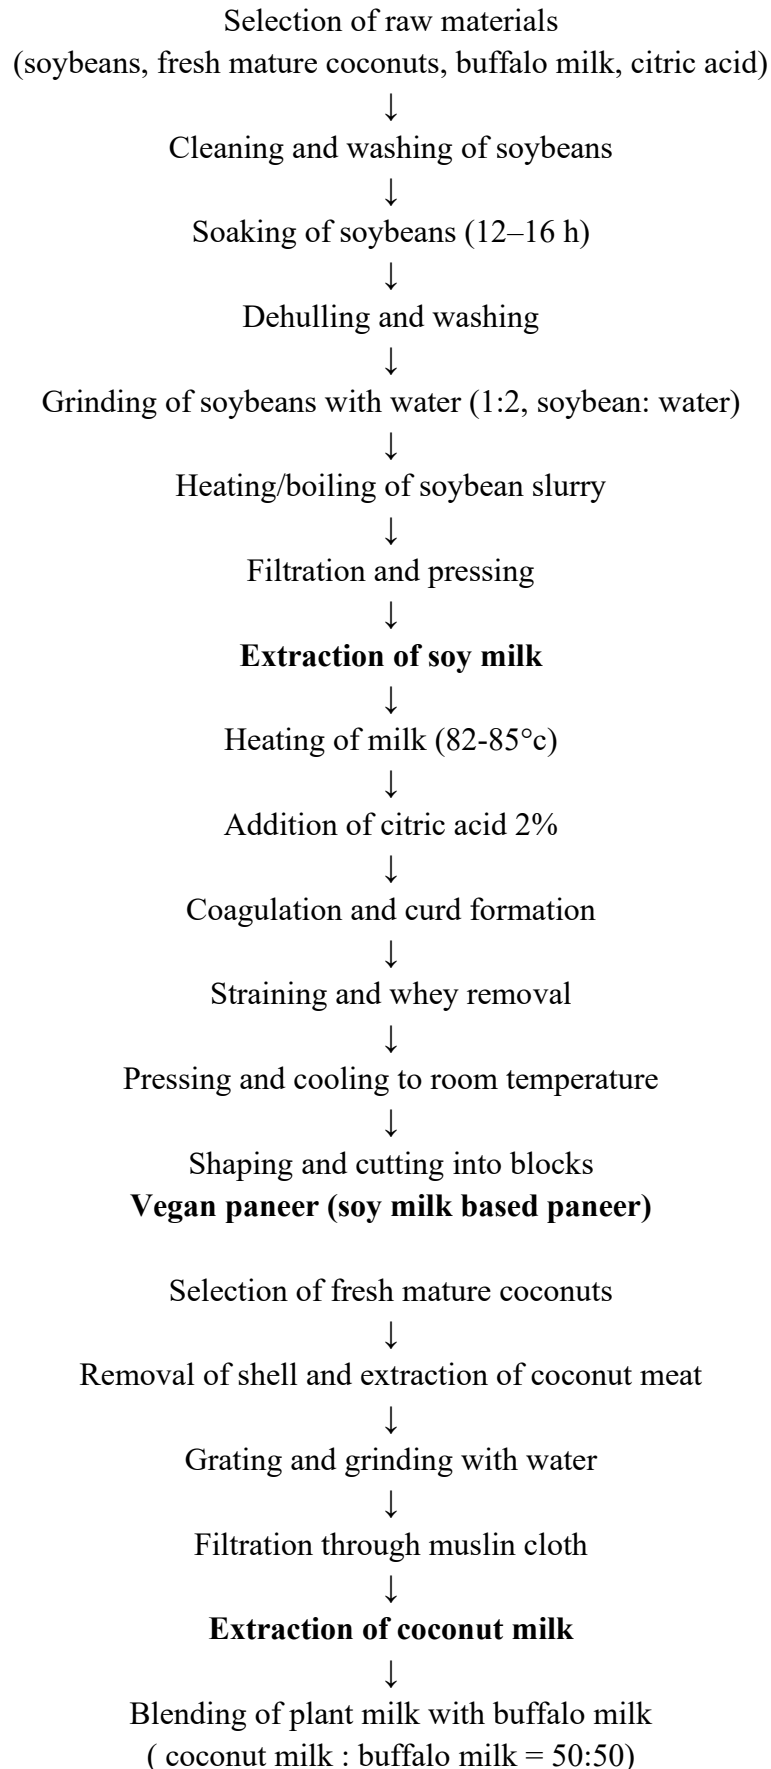 Selection of raw materials
(soybeans, fresh mature coconuts, buffalo milk, citric acid)
↓
Cleaning and washing of soybeans
↓
Soaking of soybeans (12–16 h)
↓
Dehulling and washing
↓
Grinding of soybeans with water (1:2, soybean: water)
↓
Heating/boiling of soybean slurry
↓
Filtration and pressing
↓
Extraction of soy milk
↓
Heating of milk (82-85°c)
↓
Addition of citric acid 2%
↓
Coagulation and curd formation
↓
Straining and whey removal
↓
Pressing and cooling to room temperature
↓
Shaping and cutting into blocks
Vegan paneer (soy milk based paneer)
Selection of fresh mature coconuts
↓
Removal of shell and extraction of coconut meat
↓
Grating and grinding with water
↓
Filtration through muslin cloth
↓
Extraction of coconut milk
↓
Blending of plant milk with buffalo milk
( coconut milk : buffalo milk = 50:50)